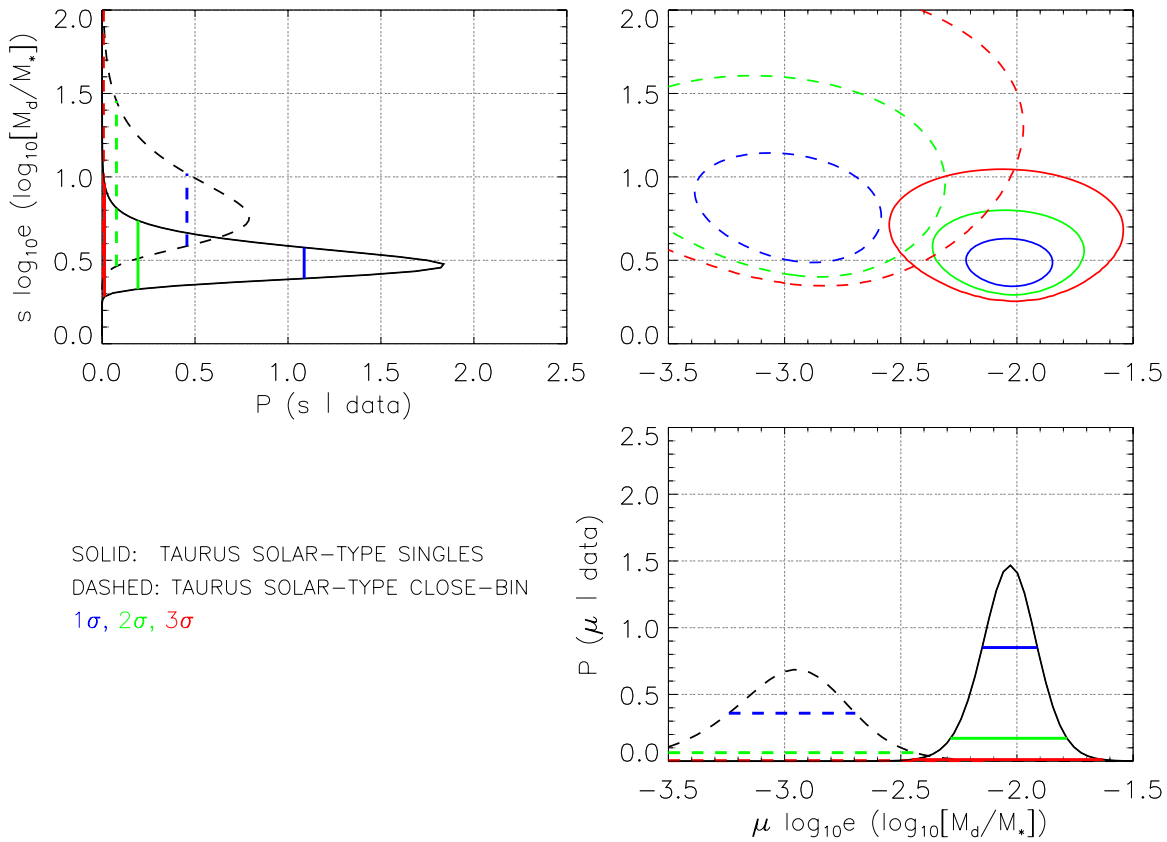 2.0
1.5
1.0
0.5
0.0
s log₁₀e (log₁₀[M_d/M_*])
0.0 0.5 1.0 1.5 2.0 2.5
P (s | data)
2.0
1.5
1.0
0.5
0.0
−3.5 −3.0 −2.5 −2.0 −1.5
SOLID: TAURUS SOLAR−TYPE SINGLES
DASHED: TAURUS SOLAR−TYPE CLOSE−BIN
1σ, 2σ, 3σ
2.5
2.0
1.5
1.0
0.5
0.0
P (μ | data)
−3.5 −3.0 −2.5 −2.0 −1.5
μ log₁₀e (log₁₀[M_d/M_*])